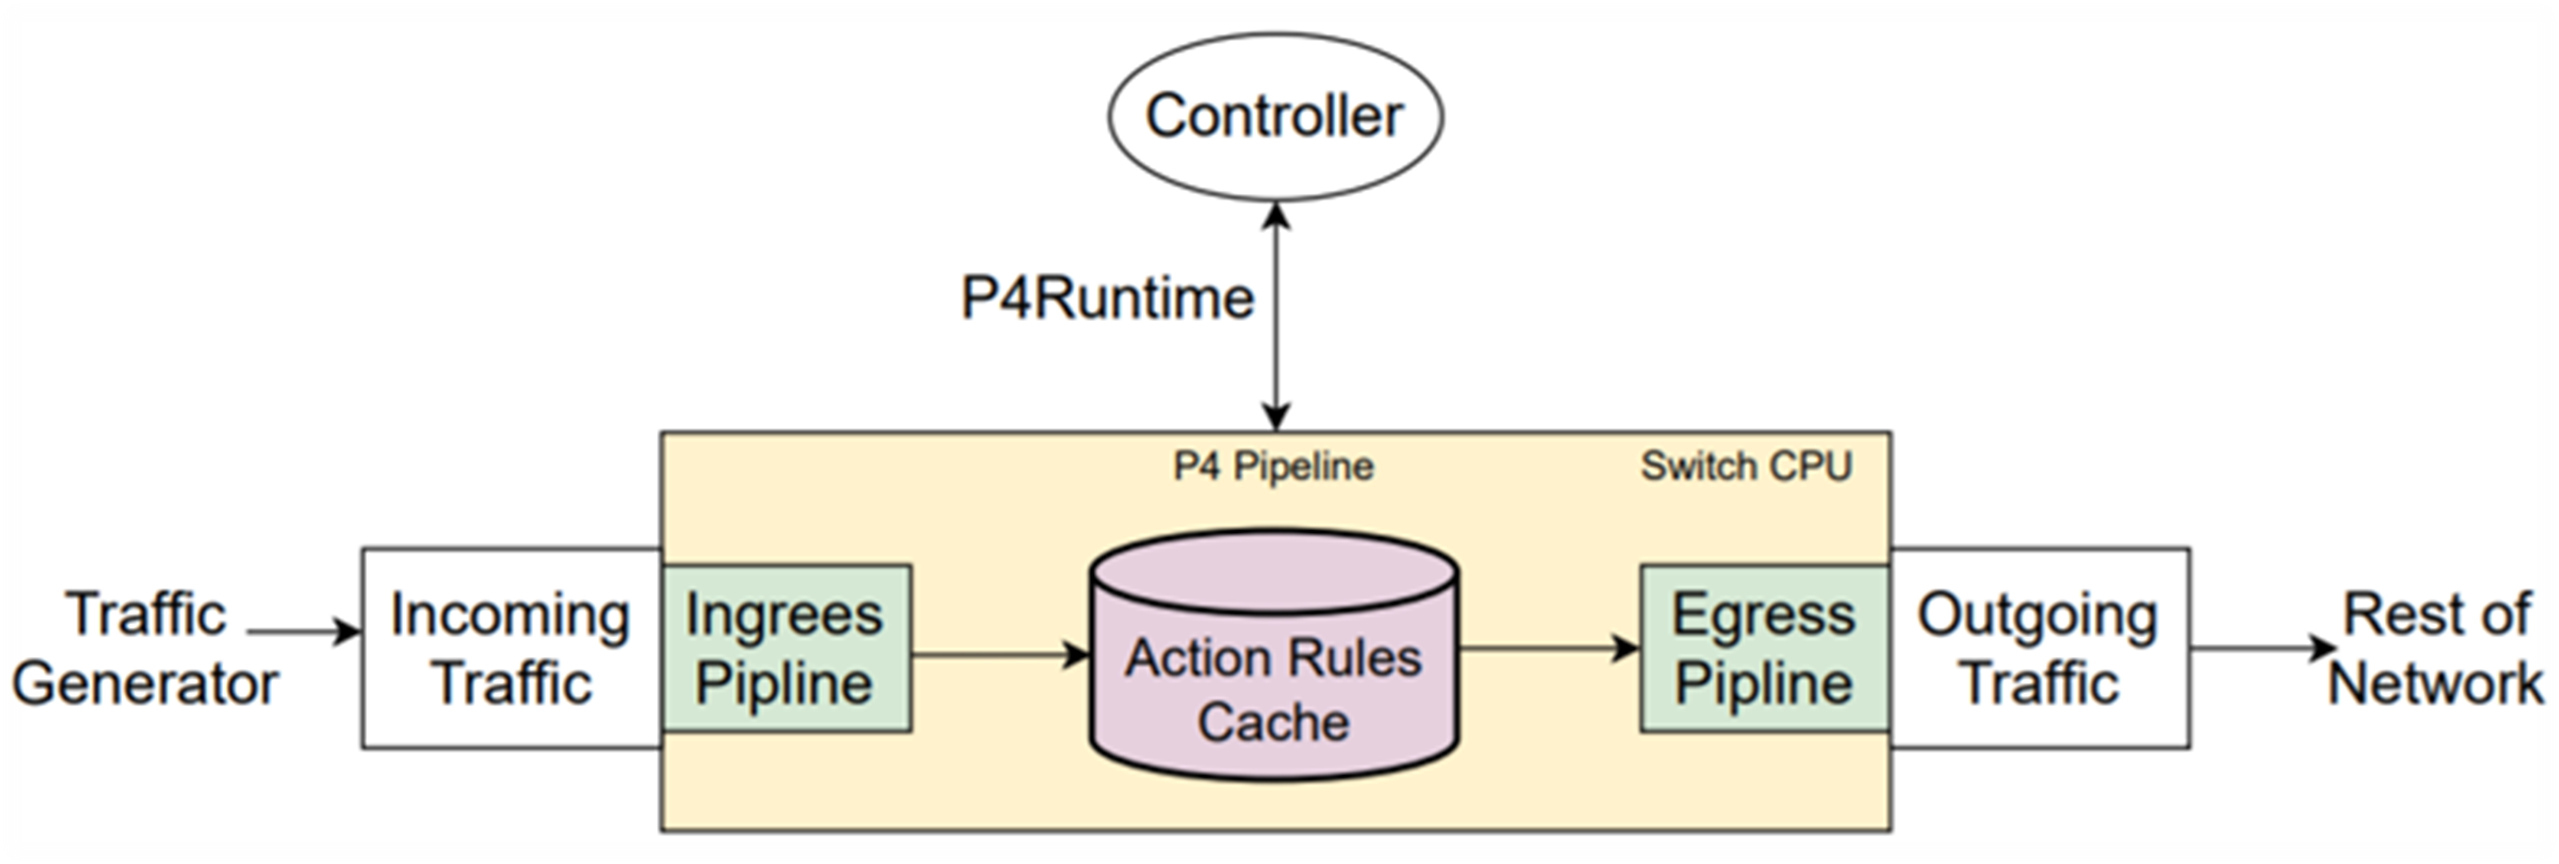 Controller
P4Runtime
P4 Pipeline
Switch CPU
Traffic
Generator
Incoming
Traffic
Ingrees
Pipline
Action Rules
Cache
Egress
Pipline
Outgoing
Traffic
Rest of
Network